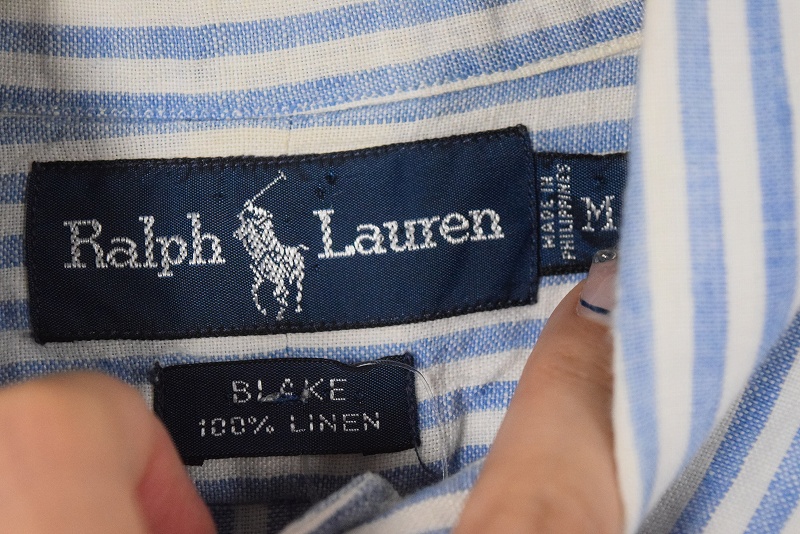 Ralph Lauren
MADE IN
PHILIPPINES
M
BLAKE
100% LINEN